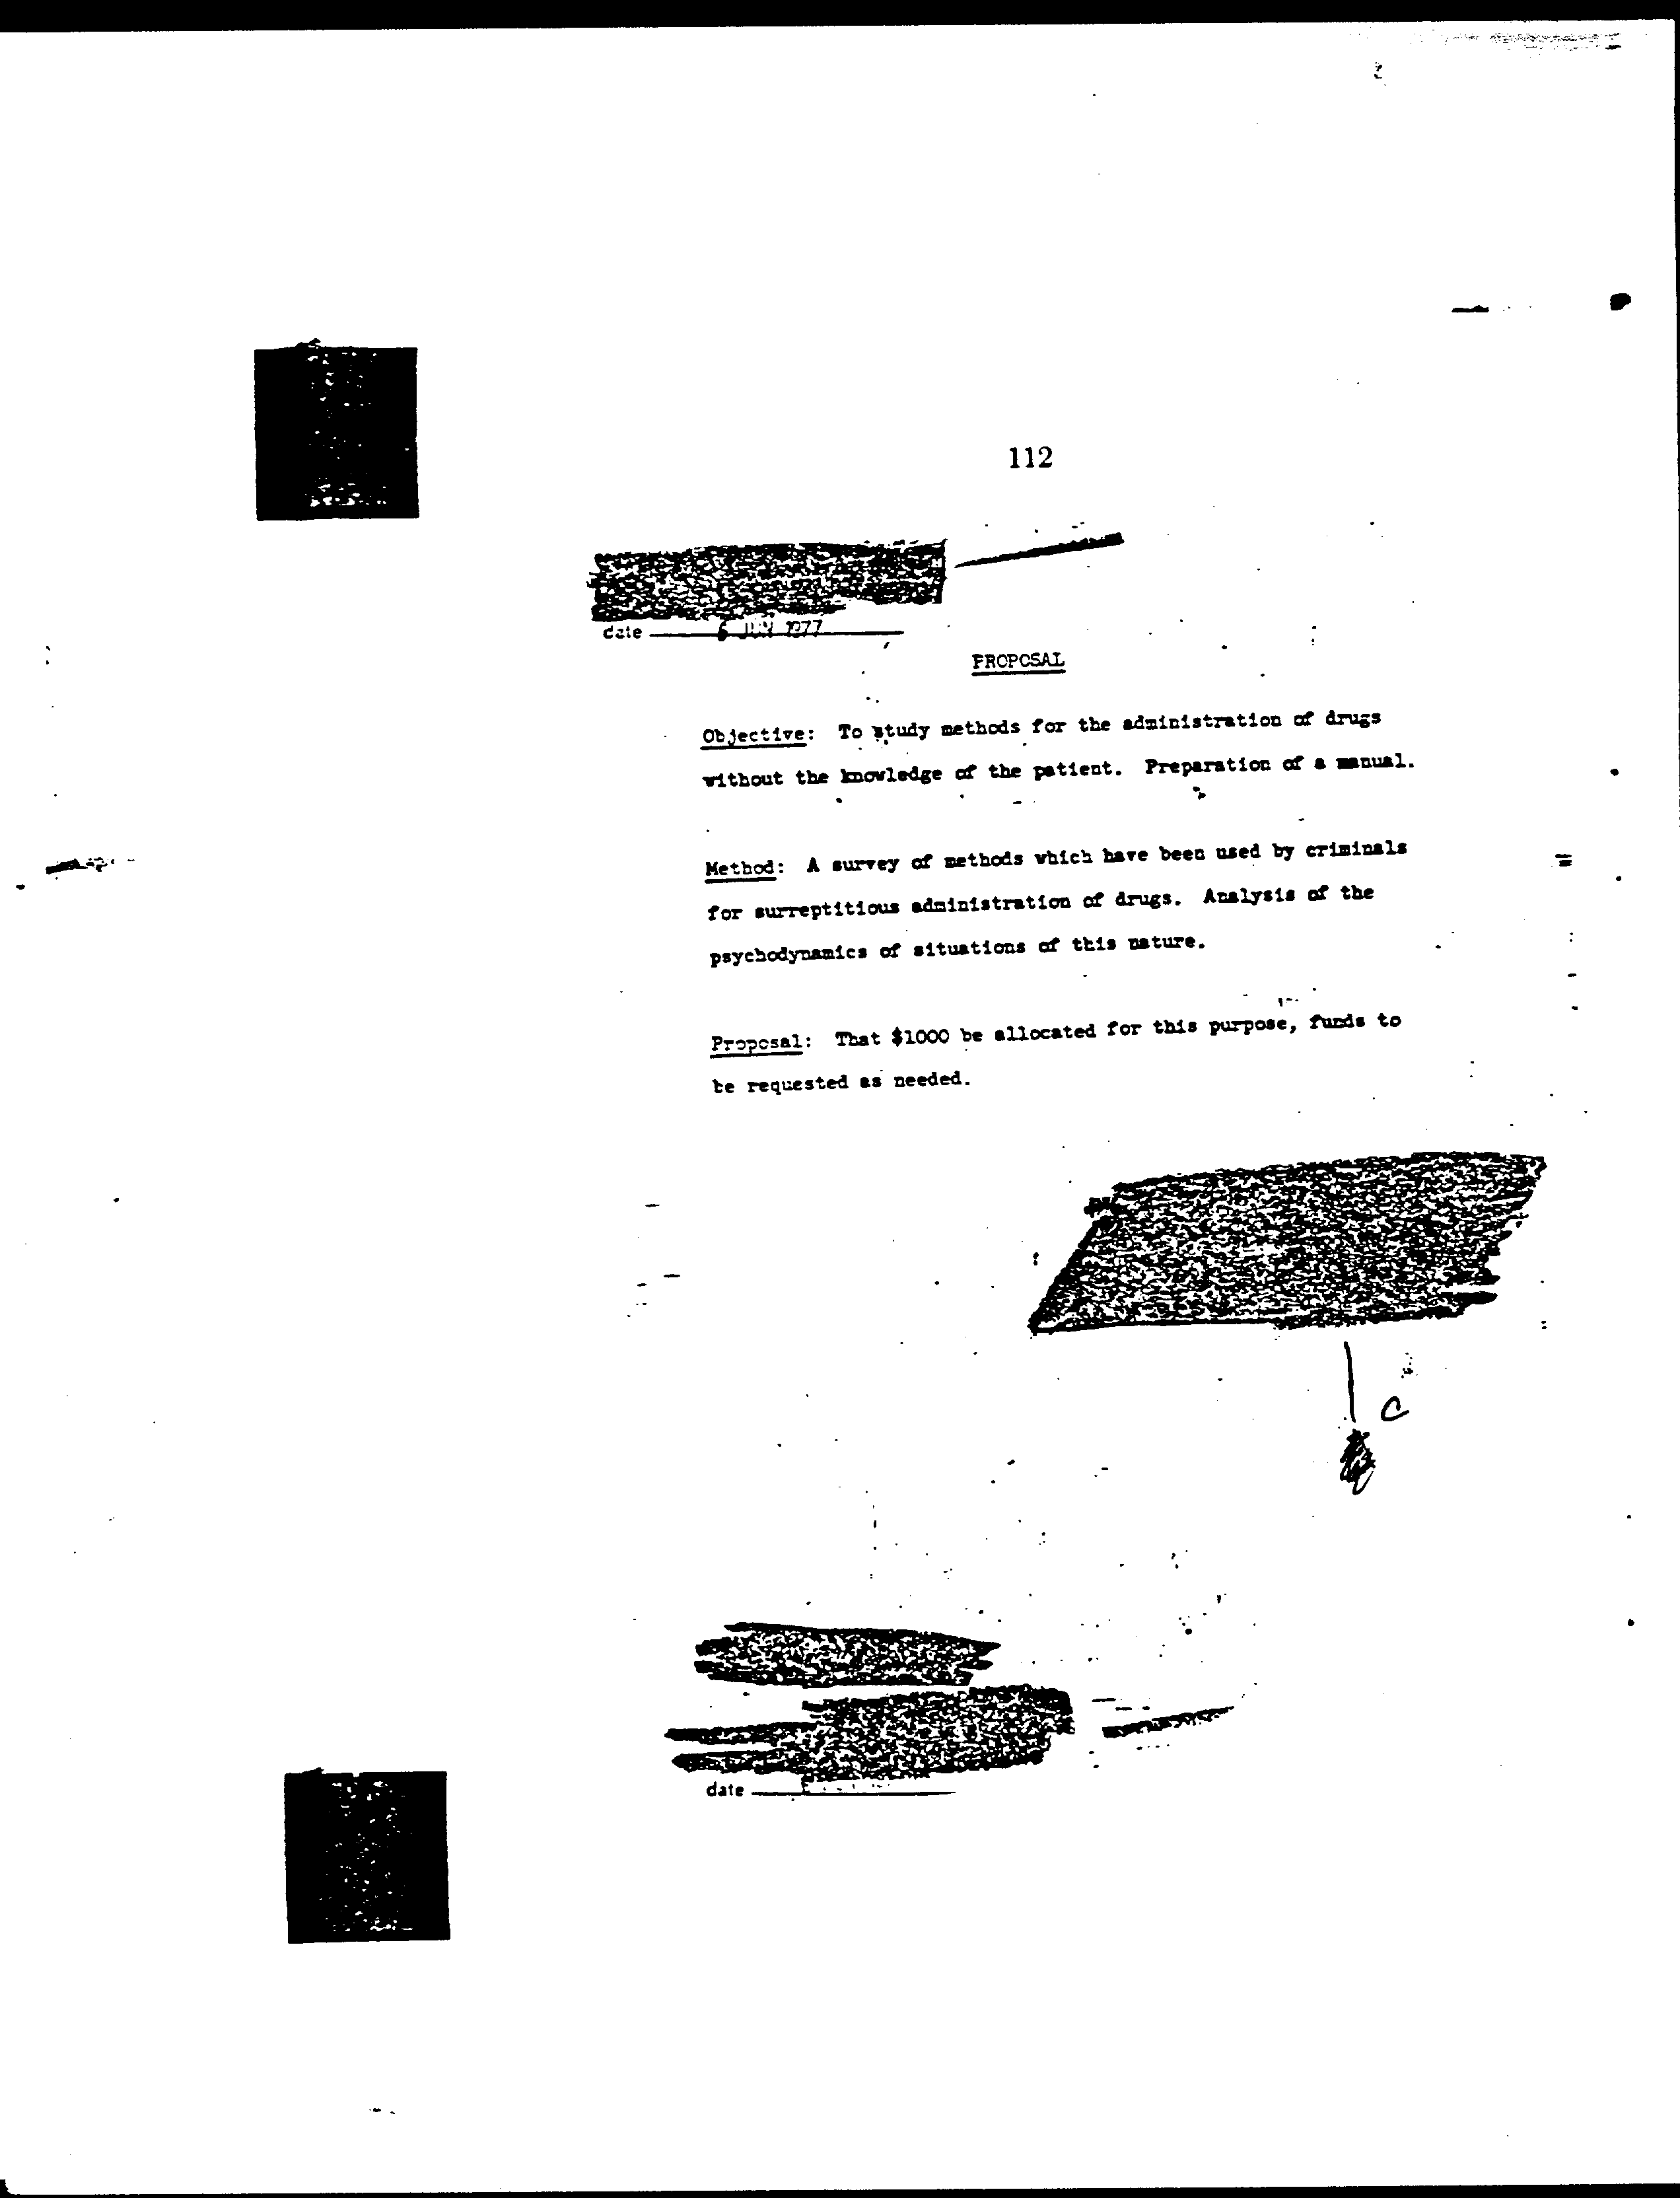 112
date 6 JUN 1977
PROPOSAL
Objective: To study methods for the administration of drugs
without the knowledge of the patient. Preparation of a manual.
Method: A survey of methods which have been used by criminals
for surreptitious administration of drugs. Analysis of the
psychodynamics of situations of this nature.
Proposal: That $1000 be allocated for this purpose, funds to
be requested as needed.
C
date